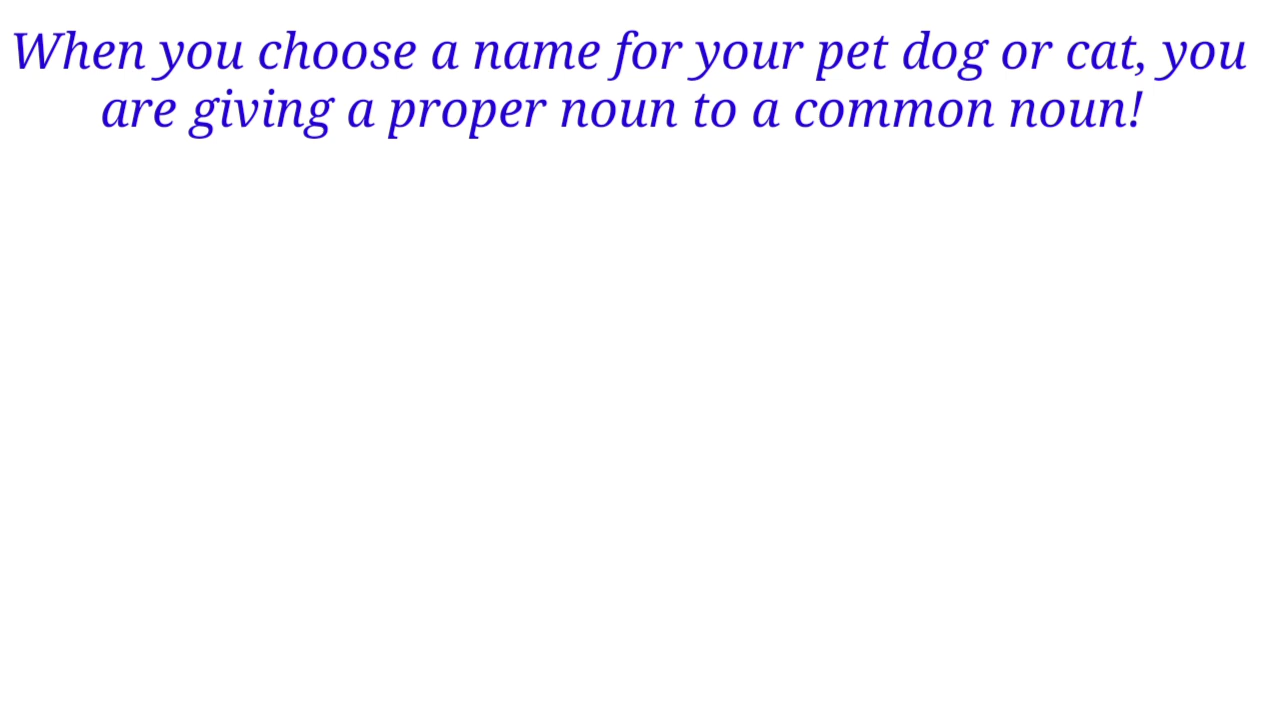 When you choose a name for your pet dog or cat, you
are giving a proper noun to a common noun!